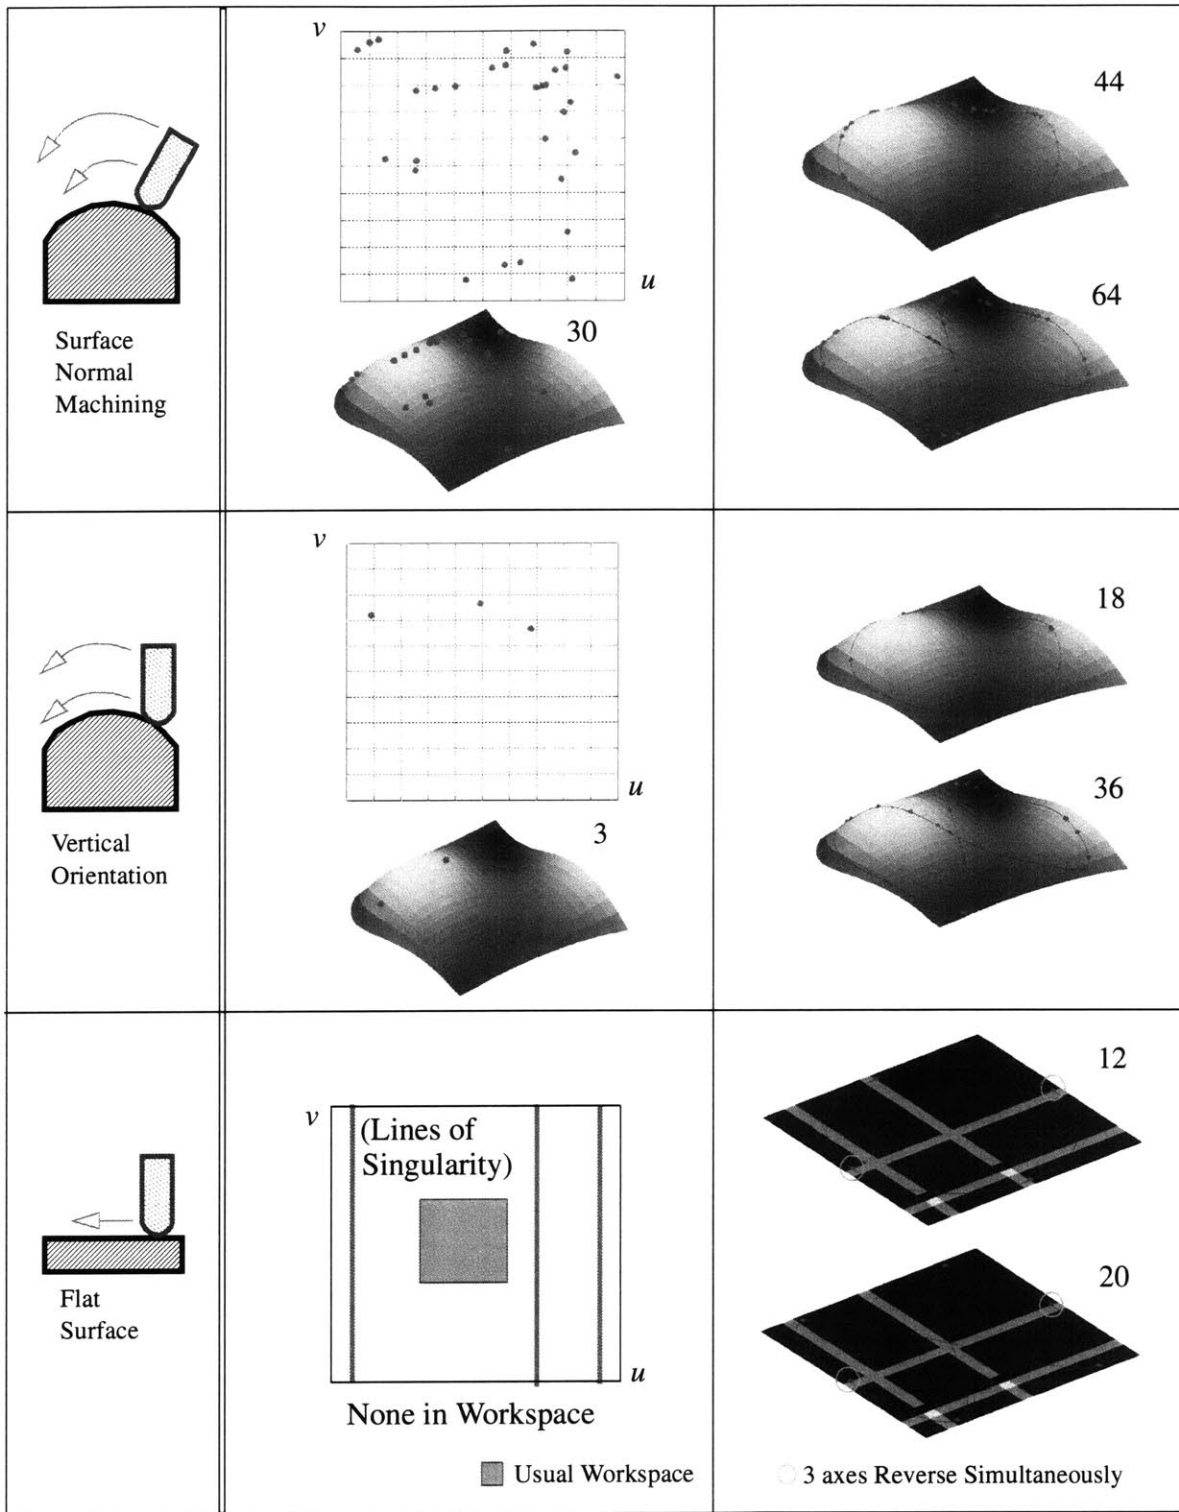 v
u
30
44
64
Surface
Normal
Machining
v
u
3
18
36
Vertical
Orientation
v
(Lines of
Singularity)
u
None in Workspace
Usual Workspace
12
20
3 axes Reverse Simultaneously
Flat
Surface